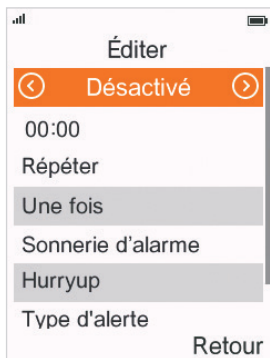 Éditer
Désactivé
00:00
Répéter
Une fois
Sonnerie d'alarme
Hurryup
Type d'alerte
Retour